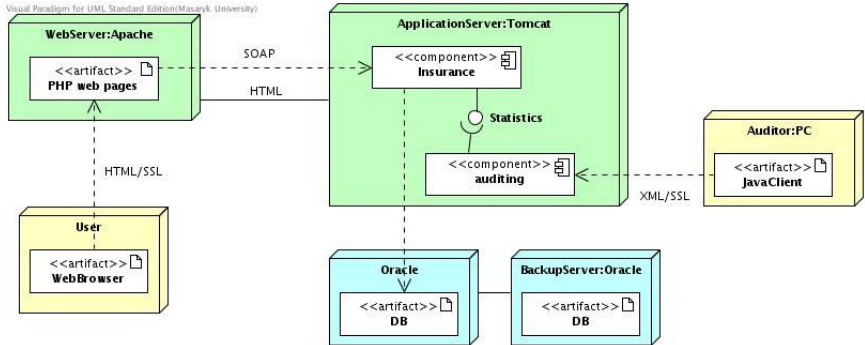 Visual Paradigm for UML Standard Edition(Masaryk University)
WebServer:Apache
<<artifact>>
PHP web pages
SOAP
HTML
ApplicationServer:Tomcat
<<component>>
Insurance
Statistics
<<component>>
auditing
Auditor:PC
<<artifact>>
JavaClient
XML/SSL
HTML/SSL
User
<<artifact>>
WebBrowser
Oracle
<<artifact>>
DB
BackupServer:Oracle
<<artifact>>
DB